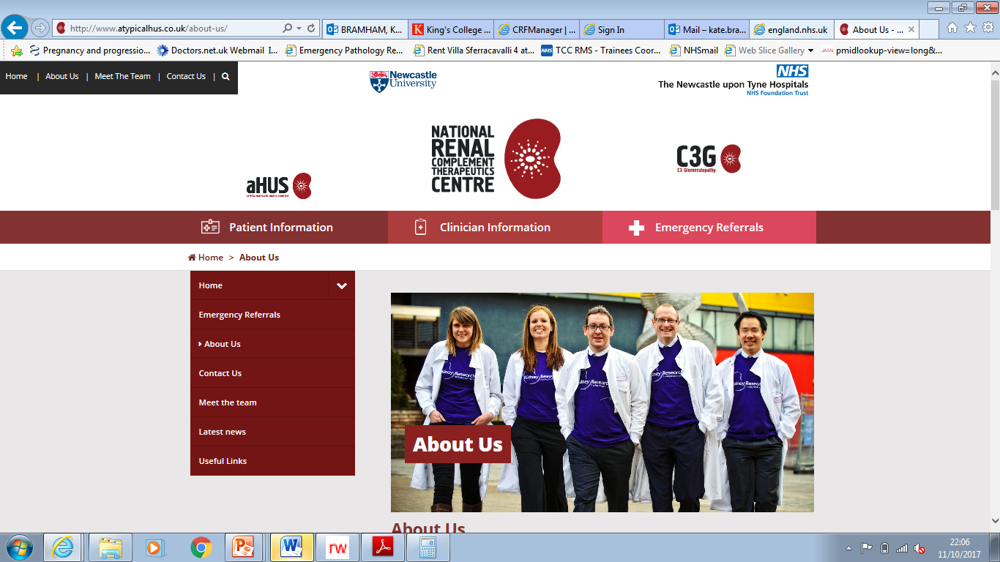 http://www.atypicalhus.co.uk/about-us/
BRAMHAM, K...
King's College ...
CRFManager | ...
Sign In
Mail – kate.bra...
england.nhs.uk
About Us - ...
Pregnancy and progressio...
Doctors.net.uk Webmail I...
Emergency Pathology Re...
Rent Villa Sferracavalli 4 at...
NHS
TCC RMS - Trainees Coor...
NHSmail
Web Slice Gallery
JASN
pmidlookup-view=long&...
Home | About Us | Meet The Team | Contact Us |
Newcastle
University
NHS
The Newcastle upon Tyne Hospitals
NHS Foundation Trust
NATIONAL
RENAL
COMPLEMENT
THERAPEUTICS
CENTRE
aHUS
C3G
C3 Glomerulopathy
Patient Information
Clinician Information
Emergency Referrals
Home > About Us
Home
Emergency Referrals
About Us
Contact Us
Meet the team
Latest news
Useful Links
About Us
About Us
rw
22:06
11/10/2017